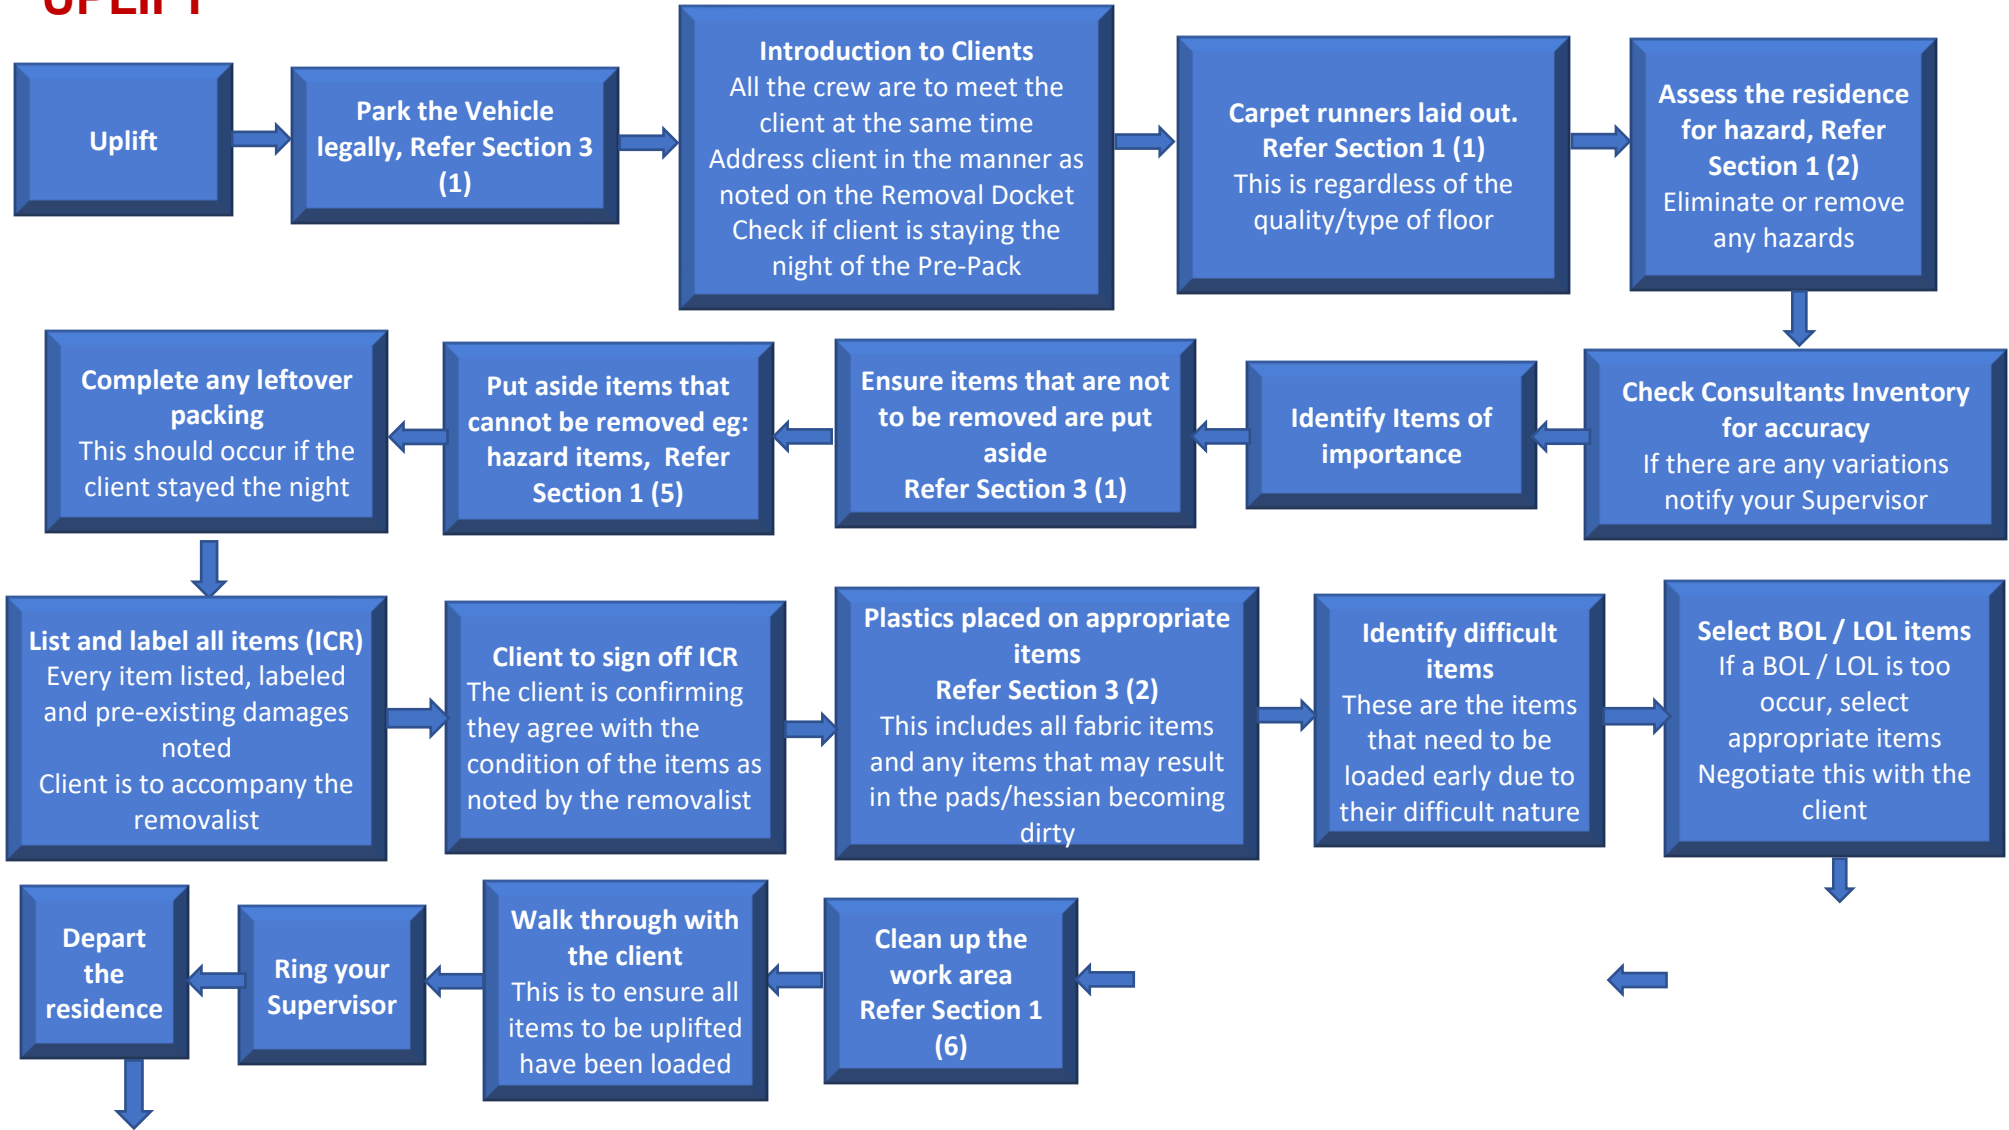 UPLIFT
Uplift
Park the Vehicle
legally, Refer Section 3
(1)
Introduction to Clients
All the crew are to meet the
client at the same time
Address client in the manner as
noted on the Removal Docket
Check if client is staying the
night of the Pre-Pack
Carpet runners laid out.
Refer Section 1 (1)
This is regardless of the
quality/type of floor
Assess the residence
for hazard, Refer
Section 1 (2)
Eliminate or remove
any hazards
Check Consultants Inventory
for accuracy
If there are any variations
notify your Supervisor
Identify Items of
importance
Ensure items that are not
to be removed are put
aside
Refer Section 3 (1)
Put aside items that
cannot be removed eg:
hazard items, Refer
Section 1 (5)
Complete any leftover
packing
This should occur if the
client stayed the night
List and label all items (ICR)
Every item listed, labeled
and pre-existing damages
noted
Client is to accompany the
removalist
Client to sign off ICR
The client is confirming
they agree with the
condition of the items as
noted by the removalist
Plastics placed on appropriate
items
Refer Section 3 (2)
This includes all fabric items
and any items that may result
in the pads/hessian becoming
dirty
Identify difficult
items
These are the items
that need to be
loaded early due to
their difficult nature
Select BOL / LOL items
If a BOL / LOL is too
occur, select
appropriate items
Negotiate this with the
client
Clean up the
work area
Refer Section 1
(6)
Walk through with
the client
This is to ensure all
items to be uplifted
have been loaded
Ring your
Supervisor
Depart
the
residence